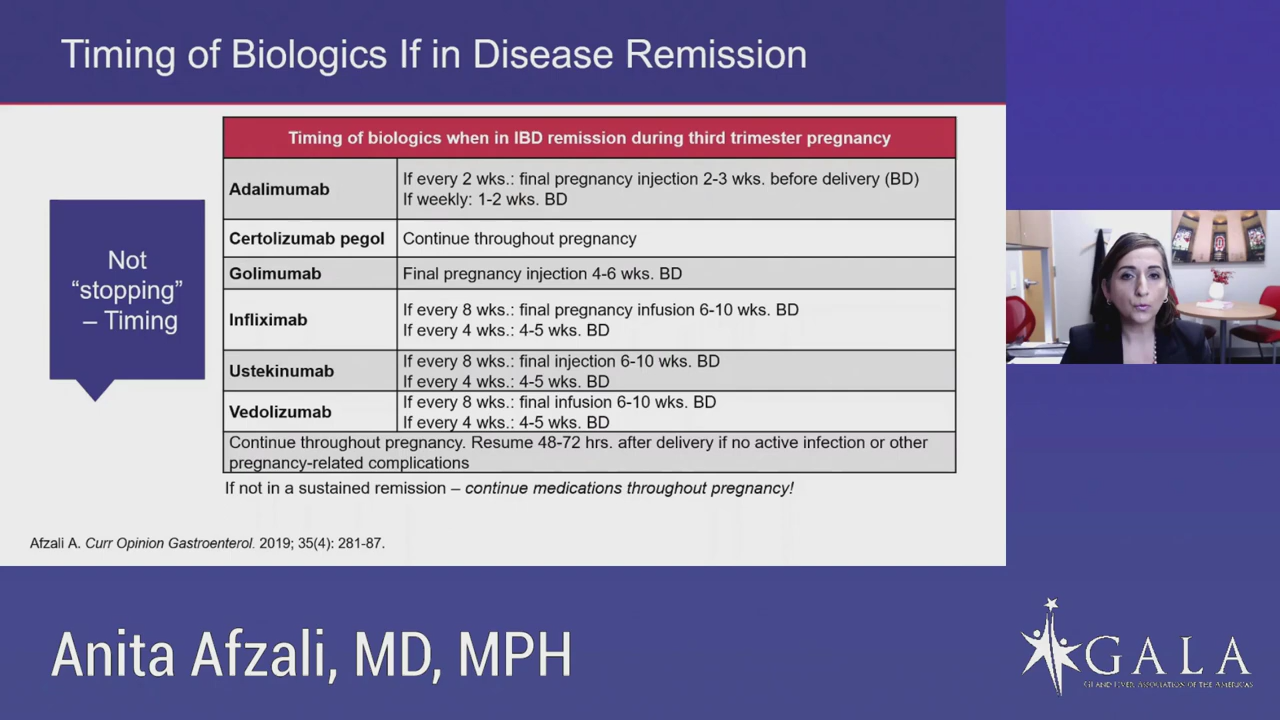 Timing of Biologics If in Disease Remission
Not
“stopping”
– Timing
Timing of biologics when in IBD remission during third trimester pregnancy
Adalimumab
If every 2 wks.: final pregnancy injection 2-3 wks. before delivery (BD)
If weekly: 1-2 wks. BD
Certolizumab pegol
Continue throughout pregnancy
Golimumab
Final pregnancy injection 4-6 wks. BD
Infliximab
If every 8 wks.: final pregnancy infusion 6-10 wks. BD
If every 4 wks.: 4-5 wks. BD
Ustekinumab
If every 8 wks.: final injection 6-10 wks. BD
If every 4 wks.: 4-5 wks. BD
Vedolizumab
If every 8 wks.: final infusion 6-10 wks. BD
If every 4 wks.: 4-5 wks. BD
Continue throughout pregnancy. Resume 48-72 hrs. after delivery if no active infection or other
pregnancy-related complications
If not in a sustained remission – continue medications throughout pregnancy!
Afzali A. Curr Opinion Gastroenterol. 2019; 35(4): 281-87.
Anita Afzali, MD, MPH
GALA
GI AND LIVER ASSOCIATION OF THE AMERICAS